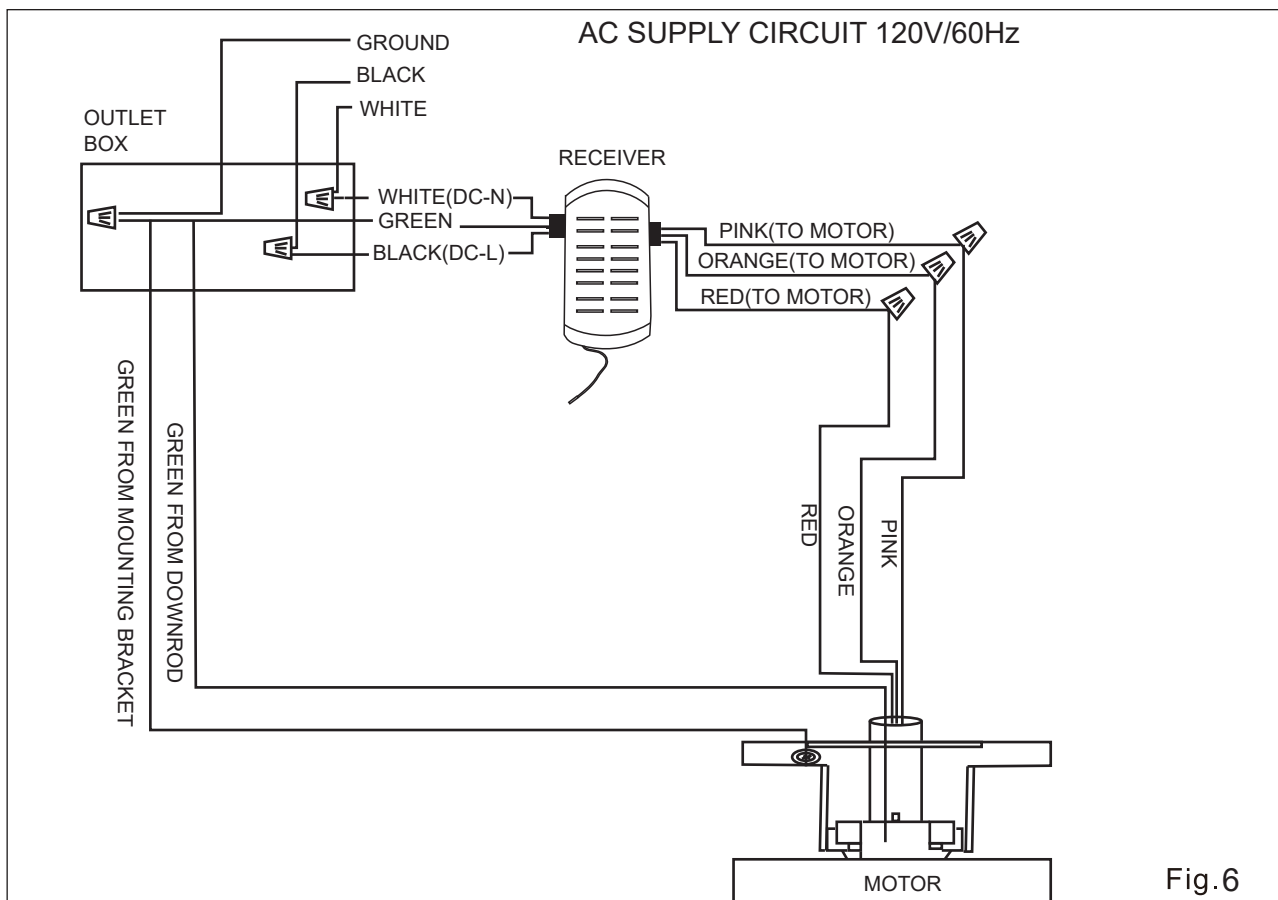 AC SUPPLY CIRCUIT 120V/60Hz
GROUND
BLACK
WHITE
OUTLET
BOX
RECEIVER
WHITE(DC-N)
GREEN
BLACK(DC-L)
PINK(TO MOTOR)
ORANGE(TO MOTOR)
RED(TO MOTOR)
GREEN FROM MOUNTING BRACKET
GREEN FROM DOWNROD
RED
ORANGE
PINK
MOTOR
Fig.6